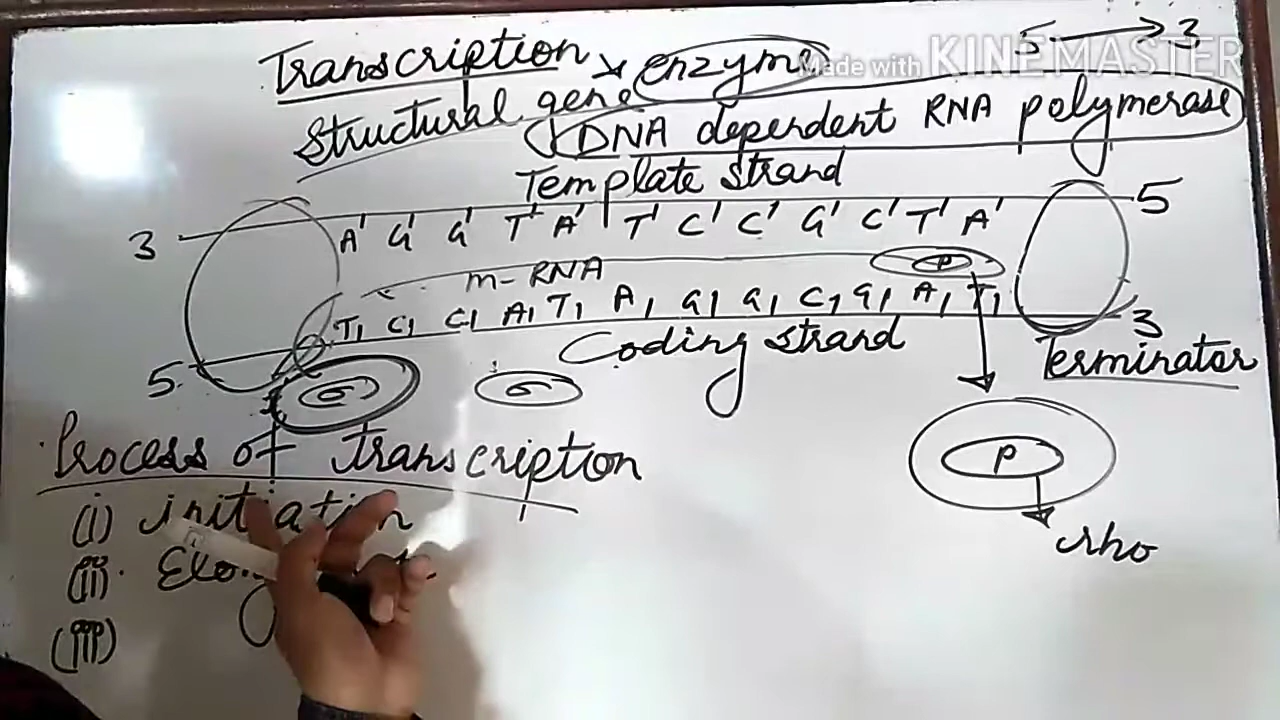 Transcription enzyme 5 → 3
Made with KINEMASTER
Structural gene
DNA dependent RNA polymerase
Template strand
3 A G G T A T C C G C T A 5
m-RNA P
T C C A T A G G C G A T
5 Coding strand 3
Terminator
σ σ
Process of transcription
P
(i) initiation
rho
(ii)
(iii)